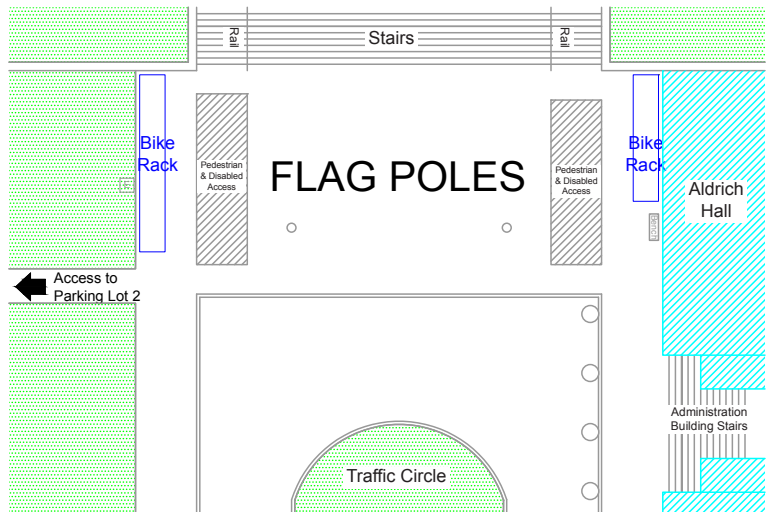 Rail
Stairs
Rail
Bike
Rack
Pedestrian
& Disabled
Access
FLAG POLES
Pedestrian
& Disabled
Access
Bike
Rack
Aldrich
Hall
Bench
Access to
Parking Lot 2
Administration
Building Stairs
Traffic Circle